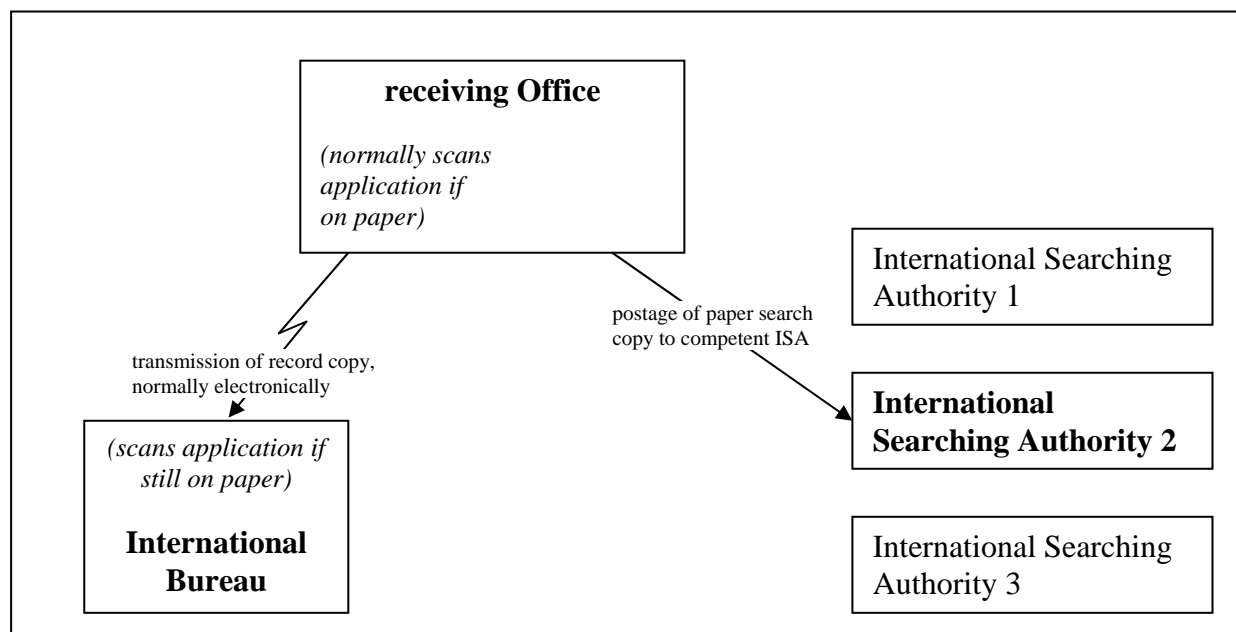 receiving Office
(normally scans
application if
on paper)
transmission of record copy,
normally electronically
postage of paper search
copy to competent ISA
(scans application if
still on paper)
International
Bureau
International Searching
Authority 1
International
Searching Authority 2
International Searching
Authority 3